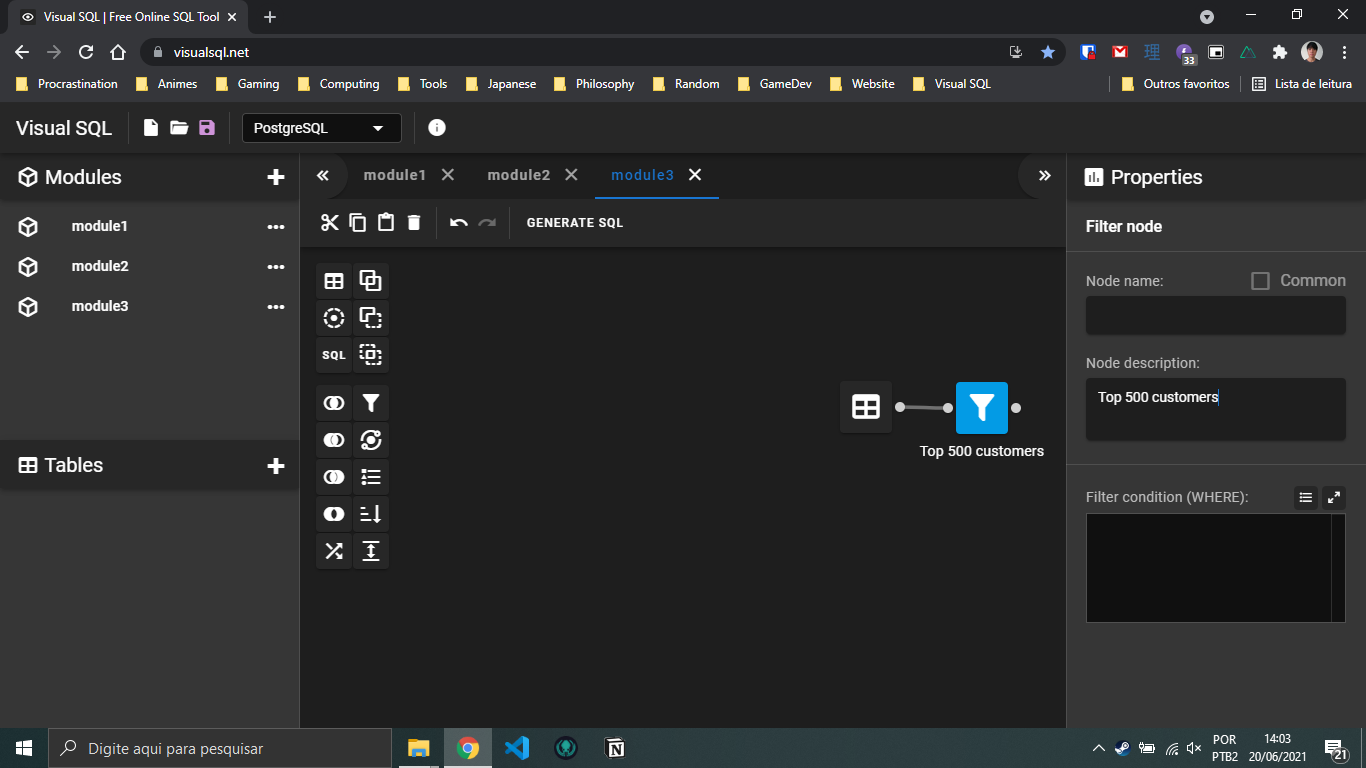 Visual SQL | Free Online SQL Tool
visualsql.net
33
Procrastination Animes Gaming Computing Tools Japanese Philosophy Random GameDev Website Visual SQL Outros favoritos Lista de leitura
Visual SQL PostgreSQL
Modules
module1
module2
module3
Tables
module1 module2 module3
GENERATE SQL
SQL
Top 500 customers
Properties
Filter node
Node name: Common
Node description:
Top 500 customers
Filter condition (WHERE):
Digite aqui para pesquisar
POR
PTB2
14:03
20/06/2021
21